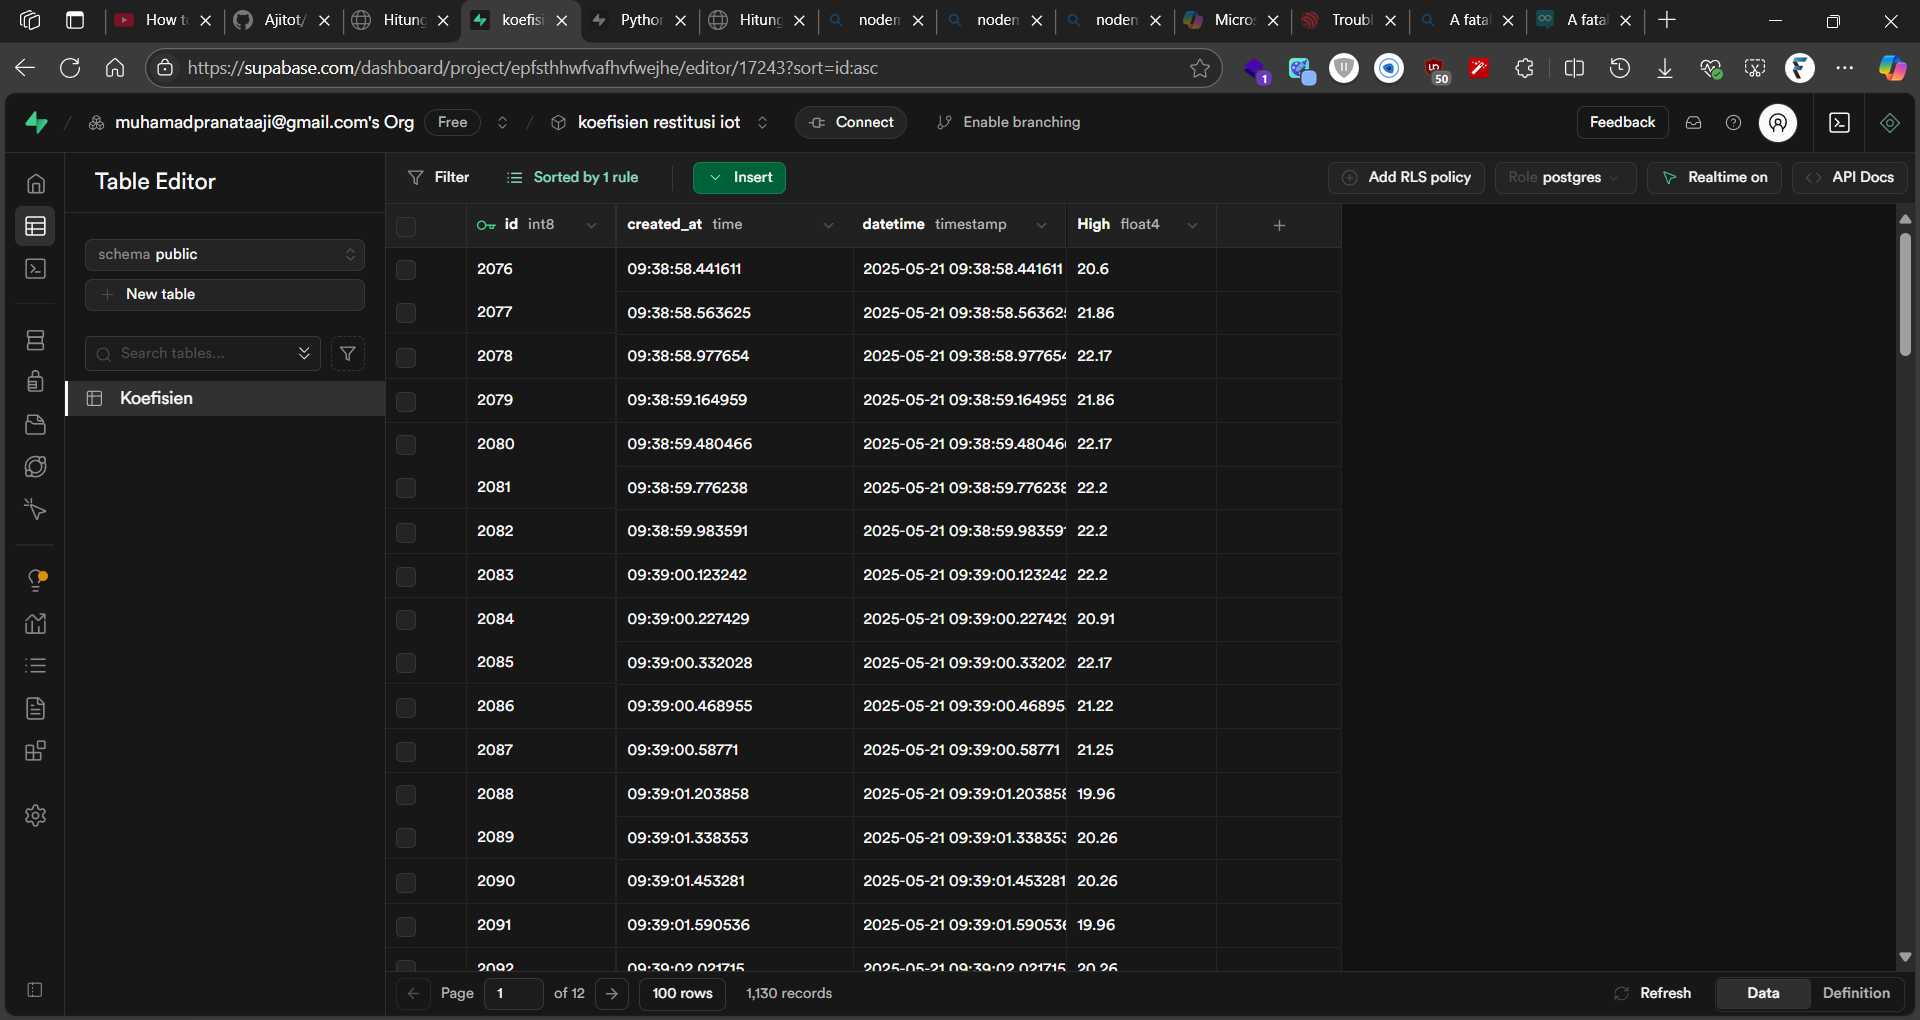 How t
Ajitot/
Hitung
koefisi
Python
Hitung
nodem
nodem
nodem
Micros
Troubl
A fatal
A fatal
https://supabase.com/dashboard/project/epfsthhwfvafhvfwejhe/editor/17243?sort=id:asc
1
50
muhamadpranataaji@gmail.com's Org Free
koefisien restitusi iot
Connect
Enable branching
Feedback
Table Editor
Filter
Sorted by 1 rule
Insert
Add RLS policy
Role postgres
Realtime on
API Docs
schema public
New table
Search tables...
Koefisien
id int8 created_at time datetime timestamp High float4
2076 09:38:58.441611 2025-05-21 09:38:58.441611 20.6
2077 09:38:58.563625 2025-05-21 09:38:58.56362 21.86
2078 09:38:58.977654 2025-05-21 09:38:58.977654 22.17
2079 09:38:59.164959 2025-05-21 09:38:59.164959 21.86
2080 09:38:59.480466 2025-05-21 09:38:59.48046 22.17
2081 09:38:59.776238 2025-05-21 09:38:59.776238 22.2
2082 09:38:59.983591 2025-05-21 09:38:59.983591 22.2
2083 09:39:00.123242 2025-05-21 09:39:00.123242 22.2
2084 09:39:00.227429 2025-05-21 09:39:00.227429 20.91
2085 09:39:00.332028 2025-05-21 09:39:00.33202 22.17
2086 09:39:00.468955 2025-05-21 09:39:00.46895 21.22
2087 09:39:00.58771 2025-05-21 09:39:00.58771 21.25
2088 09:39:01.203858 2025-05-21 09:39:01.203858 19.96
2089 09:39:01.338353 2025-05-21 09:39:01.338353 20.26
2090 09:39:01.453281 2025-05-21 09:39:01.453281 20.26
2091 09:39:01.590536 2025-05-21 09:39:01.590536 19.96
2092 09:39:02.021715 2025-05-21 09:39:02.021715 20.26
Page 1 of 12 100 rows 1,130 records
Refresh
Data
Definition